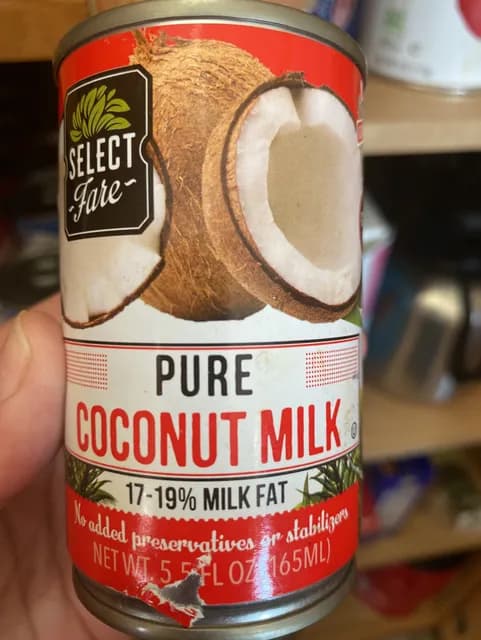 SELECT
Fare
PURE
COCONUT MILK
17-19% MILK FAT
No added preservatives or stabilizers
NET WT. 5.5 FL OZ (165ML)